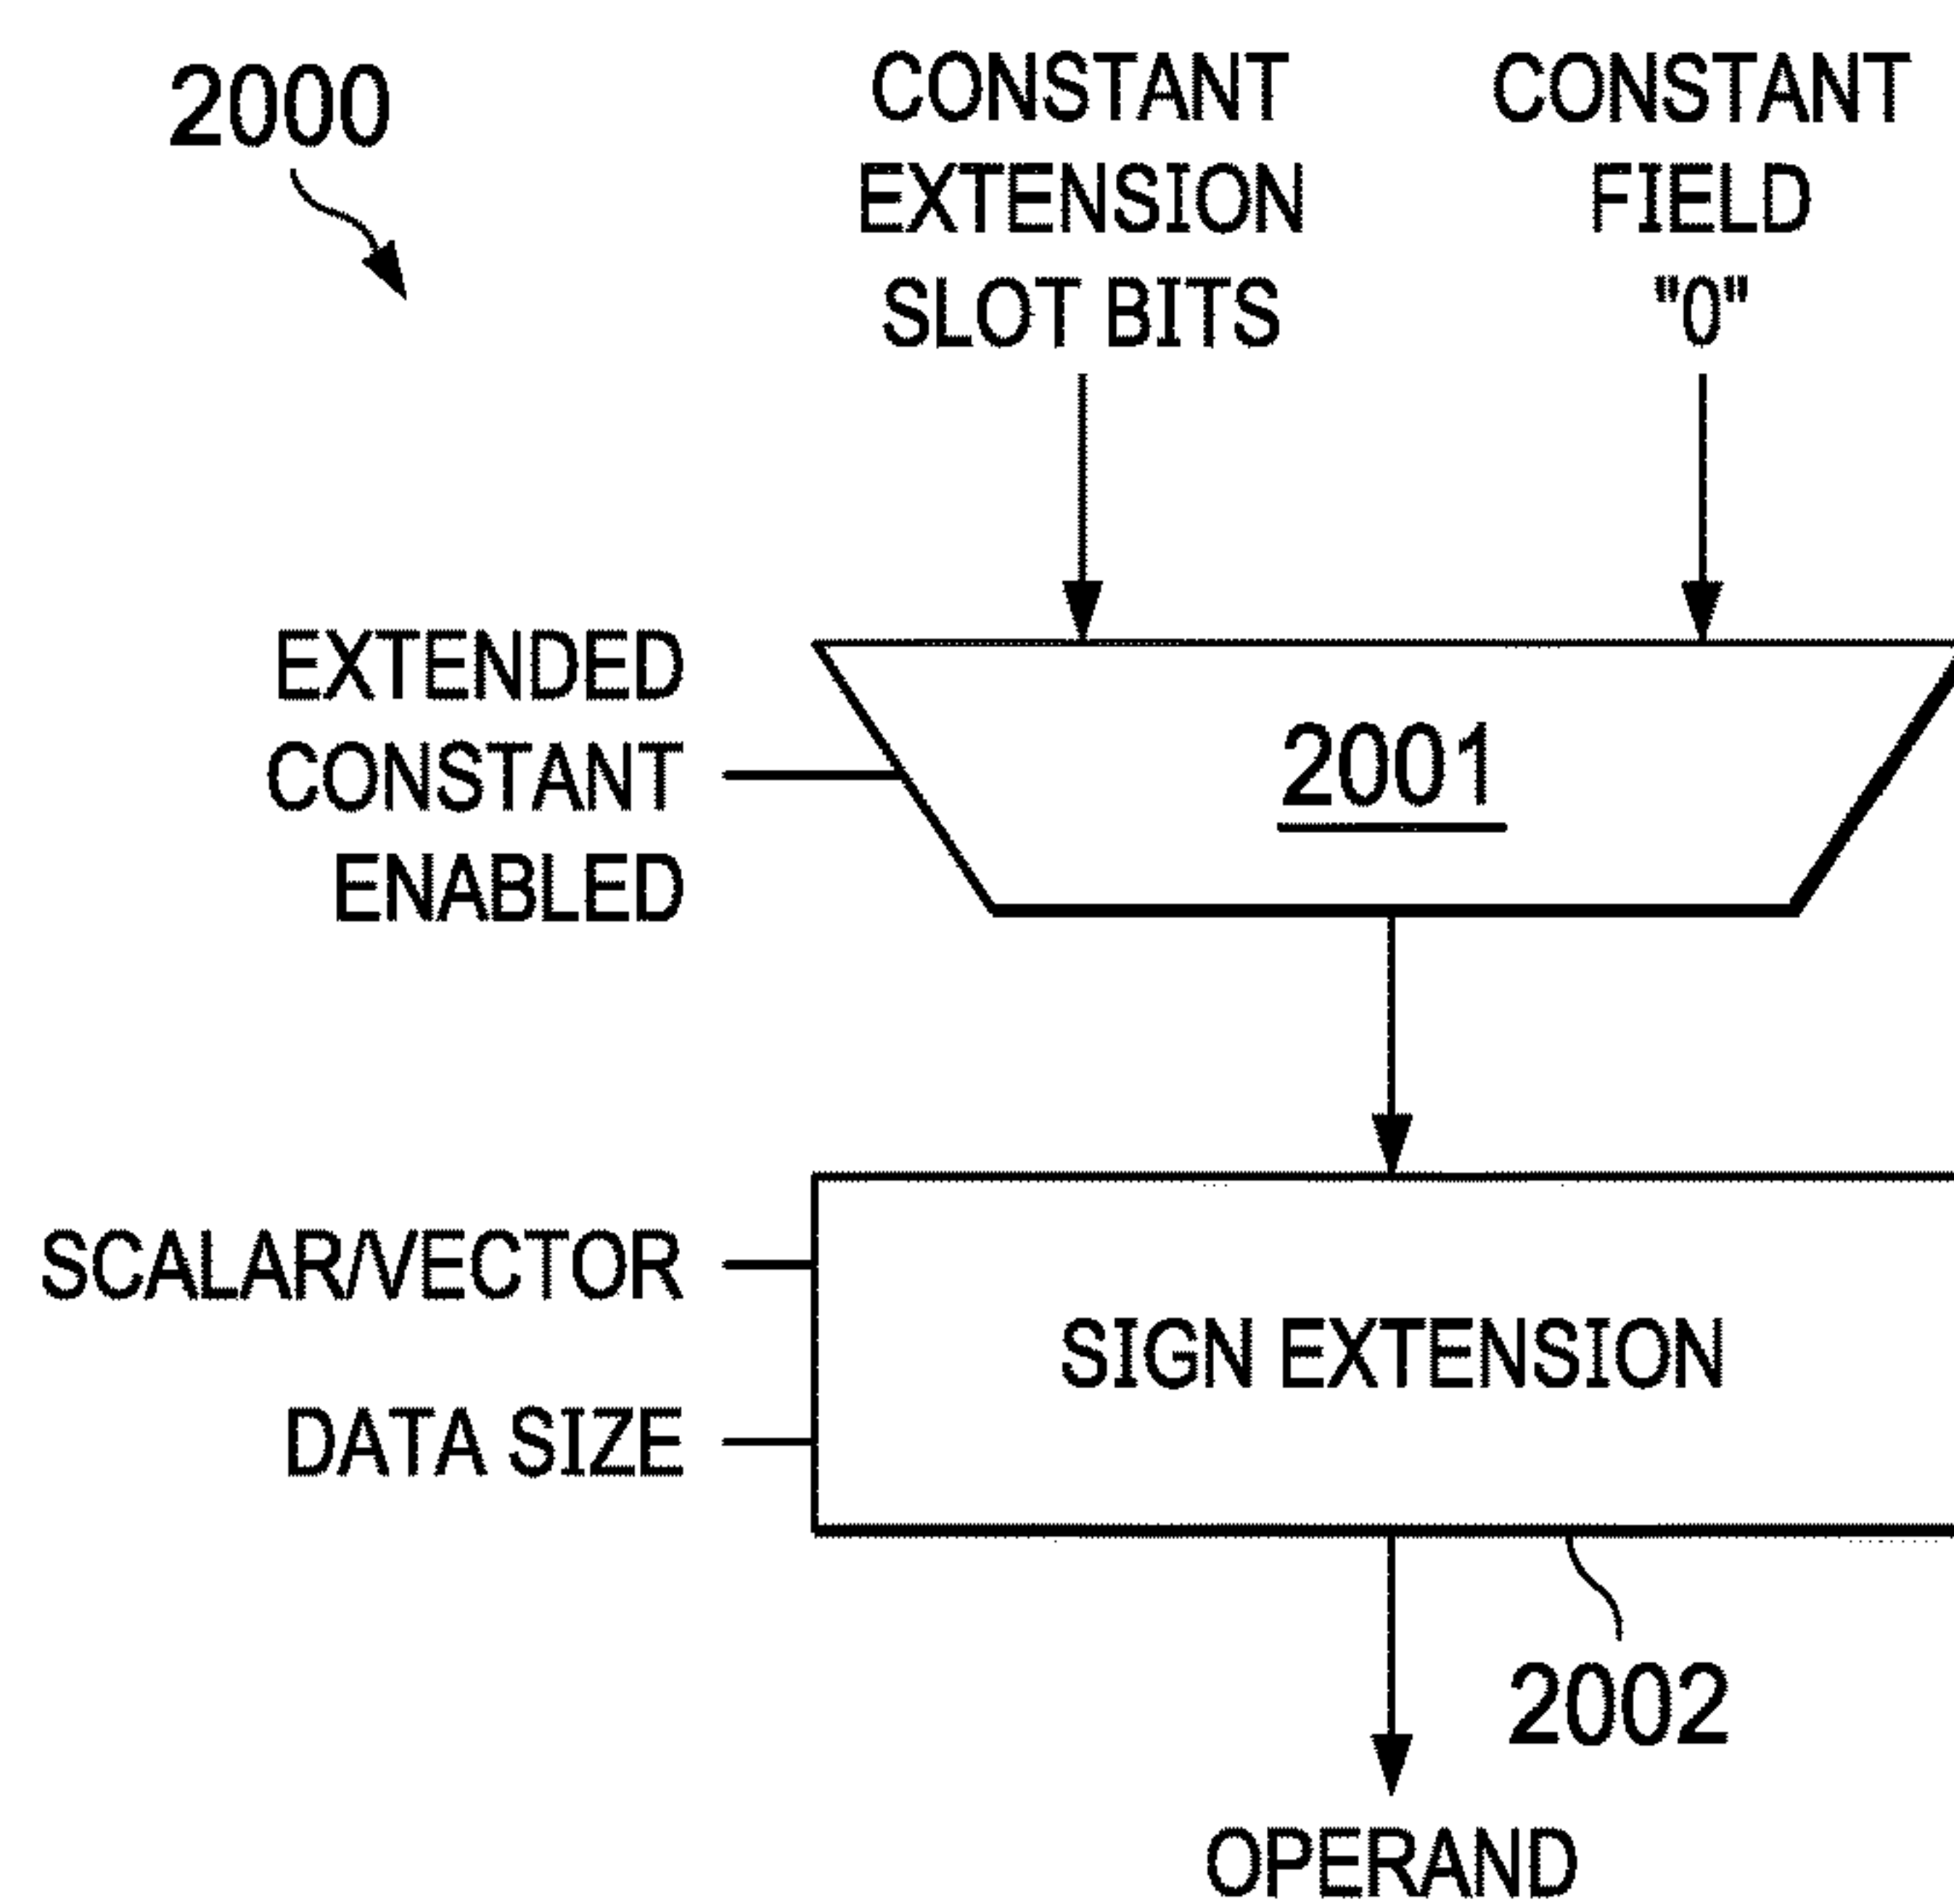 2000
CONSTANT
EXTENSION
SLOT BITS
CONSTANT
FIELD
"0"
EXTENDED
CONSTANT
ENABLED
2001
SCALAR/VECTOR
DATA SIZE
SIGN EXTENSION
2002
OPERAND